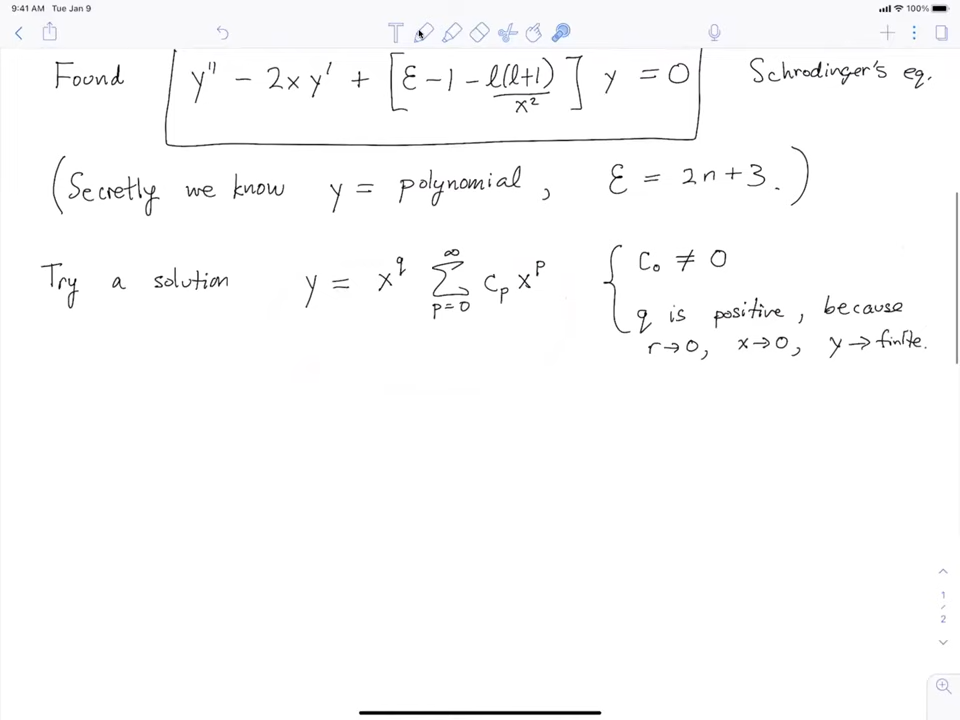 9:41 AM Tue Jan 9
100%
Found y'' − 2xy' + [ε − 1 − l(l+1)/x²] y = 0 Schrodinger's eq.
(Secretly we know y = polynomial, ε = 2n+3.)
Try a solution y = x^q ∑_{p=0}^{∞} c_p x^p { c₀ ≠ 0
q is positive, because
r→0, x→0, y→finite.
1
/
2